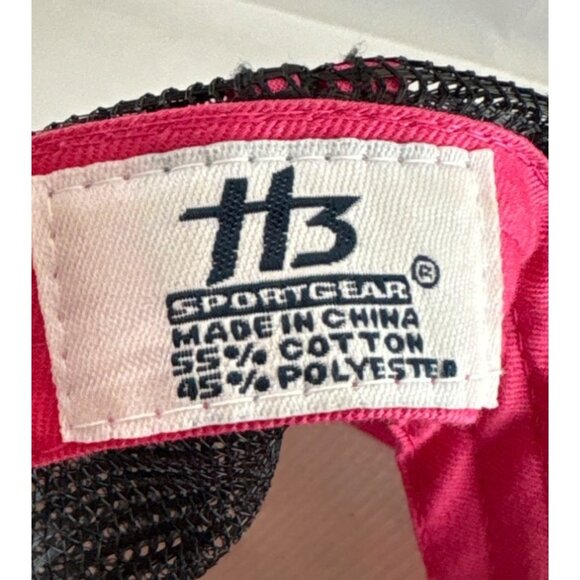 H3
SPORTGEAR®
MADE IN CHINA
55% COTTON
45% POLYESTER